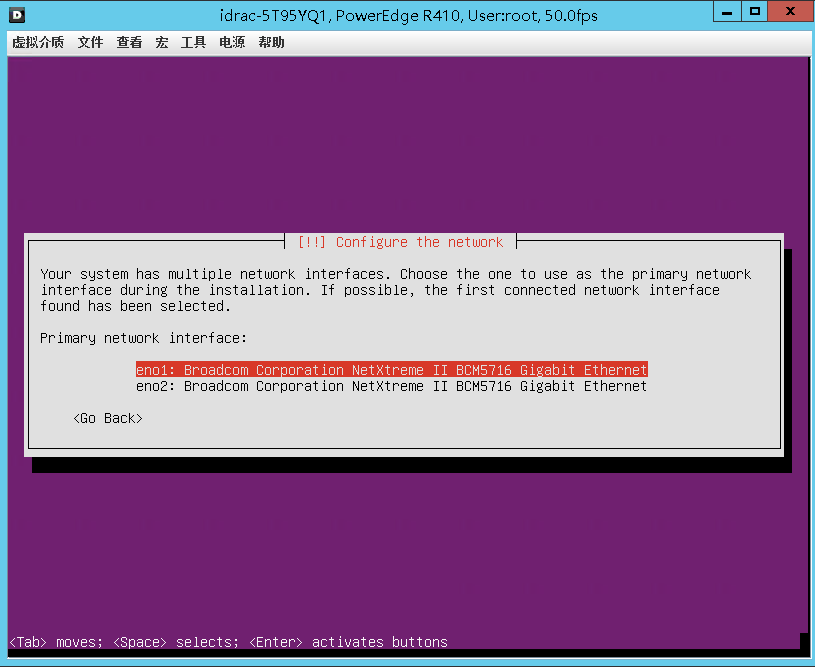 idrac-5T95YQ1, PowerEdge R410, User:root, 50.0fps
虚拟介质 文件 查看 宏 工具 电源 帮助
[!!] Configure the network
Your system has multiple network interfaces. Choose the one to use as the primary network
interface during the installation. If possible, the first connected network interface
found has been selected.
Primary network interface:
eno1: Broadcom Corporation NetXtreme II BCM5716 Gigabit Ethernet
eno2: Broadcom Corporation NetXtreme II BCM5716 Gigabit Ethernet
<Go Back>
<Tab> moves; <Space> selects; <Enter> activates buttons